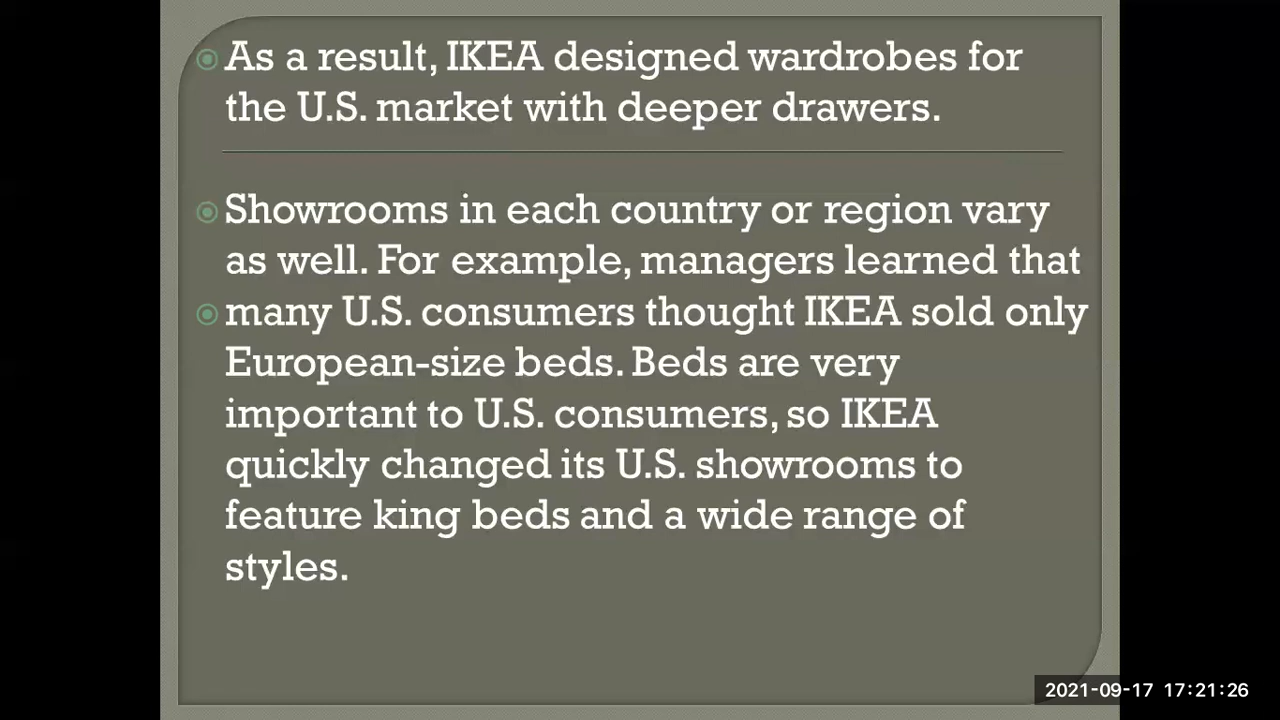 As a result, IKEA designed wardrobes for
the U.S. market with deeper drawers.
Showrooms in each country or region vary
as well. For example, managers learned that
many U.S. consumers thought IKEA sold only
European-size beds. Beds are very
important to U.S. consumers, so IKEA
quickly changed its U.S. showrooms to
feature king beds and a wide range of
styles.
2021-09-17 17:21:26